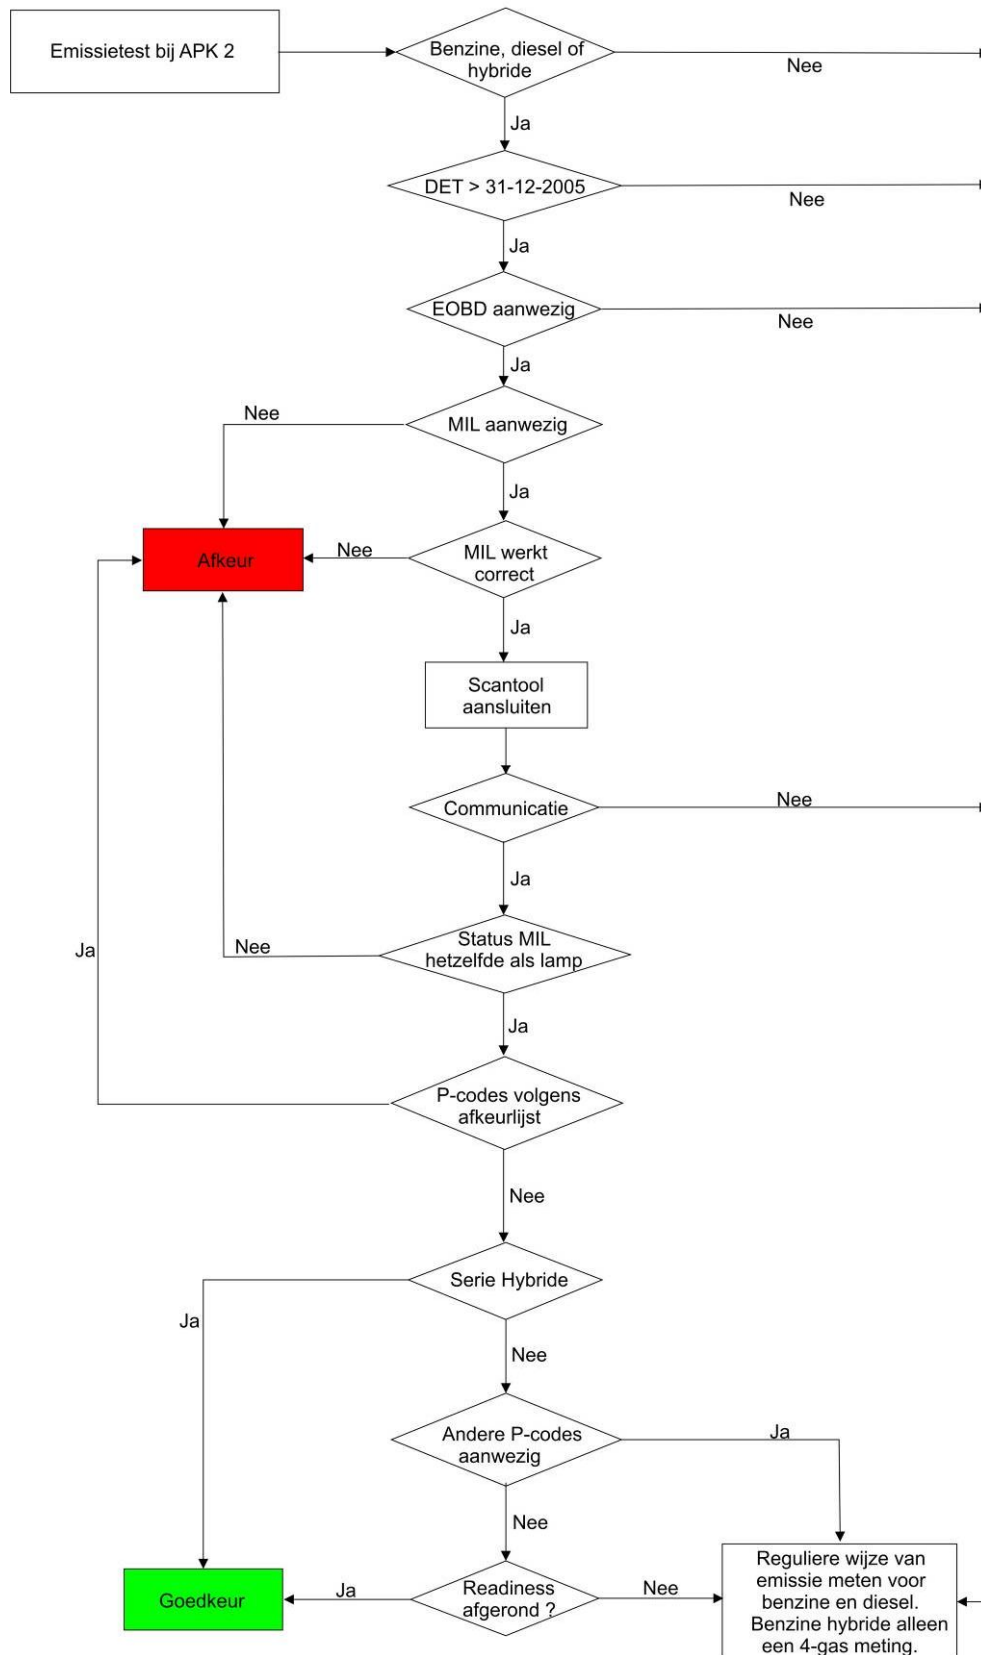 Emissietest bij APK 2
Benzine, diesel of
hybride
Nee
Ja
DET > 31-12-2005
Nee
Ja
EOBD aanwezig
Nee
Ja
MIL aanwezig
Nee
Ja
Afkeur
Nee
MIL werkt
correct
Ja
Scantool
aansluiten
Communicatie
Nee
Ja
Status MIL
hetzelfde als lamp
Nee
Ja
Ja
P-codes volgens
afkeurlijst
Nee
Serie Hybride
Ja
Nee
Andere P-codes
aanwezig
Ja
Nee
Goedkeur
Ja
Readiness
afgerond ?
Nee
Reguliere wijze van
emissie meten voor
benzine en diesel.
Benzine hybride alleen
een 4-gas meting.